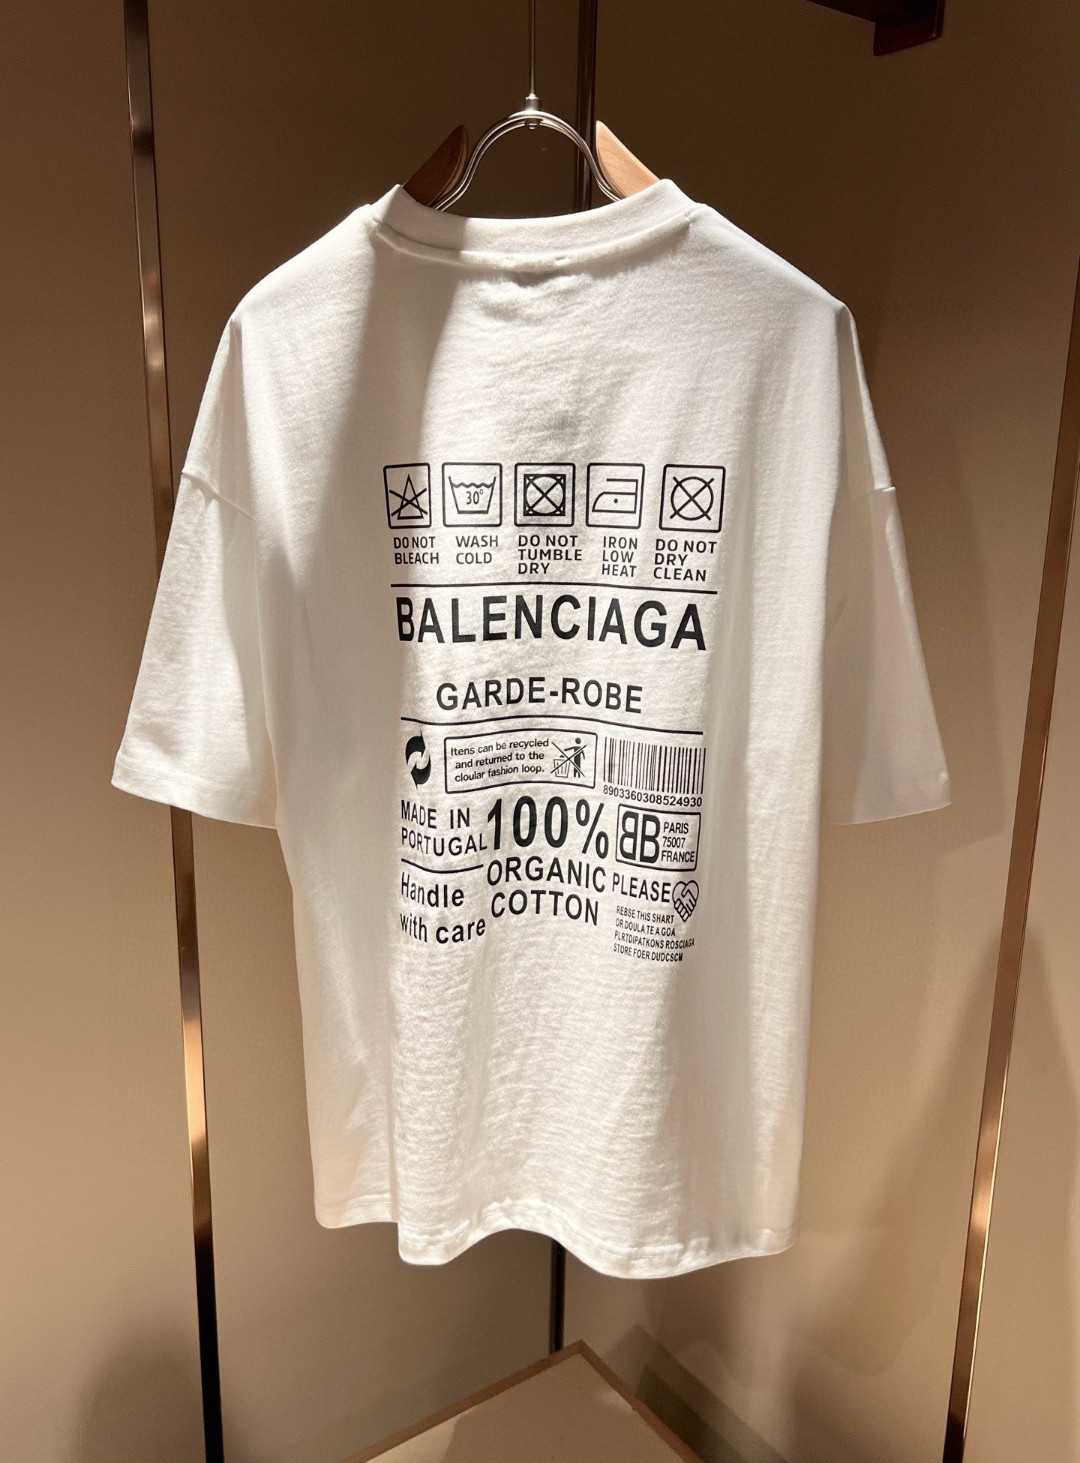 30°
DO NOT
BLEACH
WASH
COLD
DO NOT
TUMBLE
DRY
IRON
LOW
HEAT
DO NOT
DRY
CLEAN
BALENCIAGA
GARDE-ROBE
Itens can be recycled
and returned to the
cloular fashion loop.
8903360308524930
MADE IN
PORTUGAL
100%
ORGANIC
COTTON
BB
PARIS
75007
FRANCE
Handle
with care
PLEASE
REBSE THIS SHART
OR DOULA TE A GOA
PLRTDIPATKONS ROSCIAGA
STORE FOER DUDCSCM